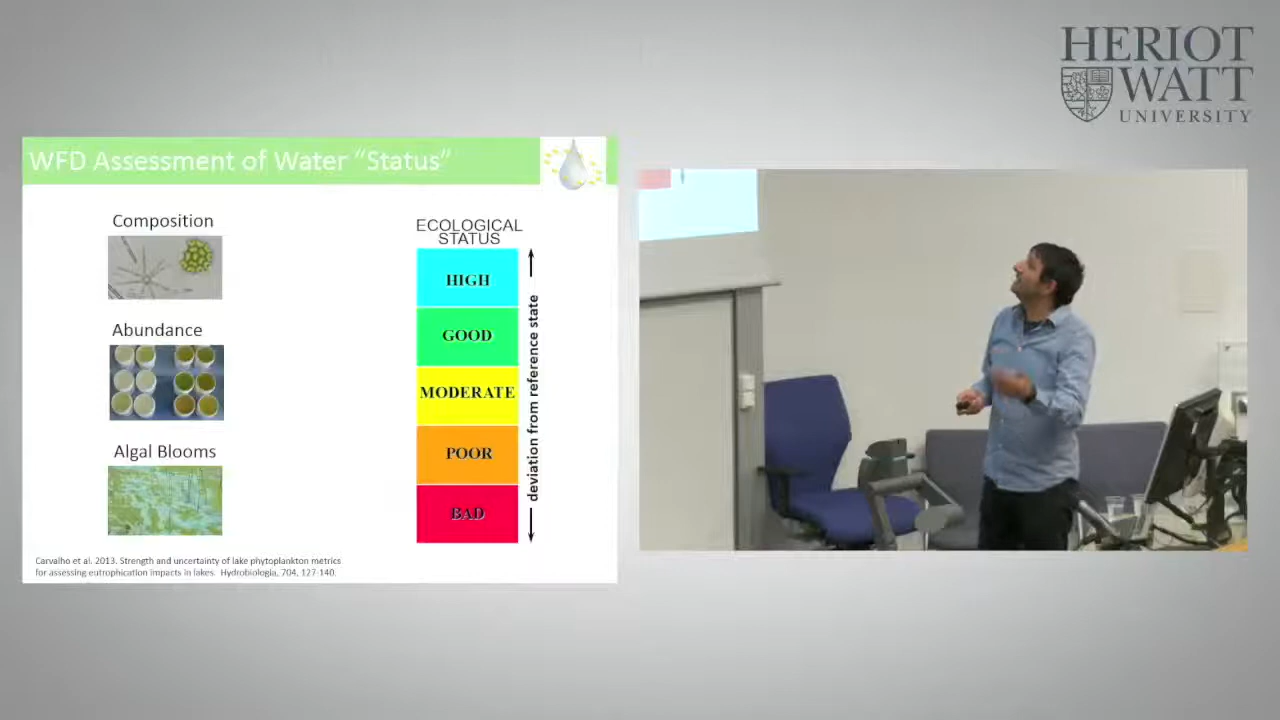 HERIOT
WATT
UNIVERSITY
WFD Assessment of Water “Status”
Composition
Abundance
Algal Blooms
ECOLOGICAL
STATUS
HIGH
GOOD
MODERATE
POOR
BAD
deviation from reference state
Carvalho et al. 2013. Strength and uncertainty of lake phytoplankton metrics
for assessing eutrophication impacts in lakes. Hydrobiologia, 704, 127-140.